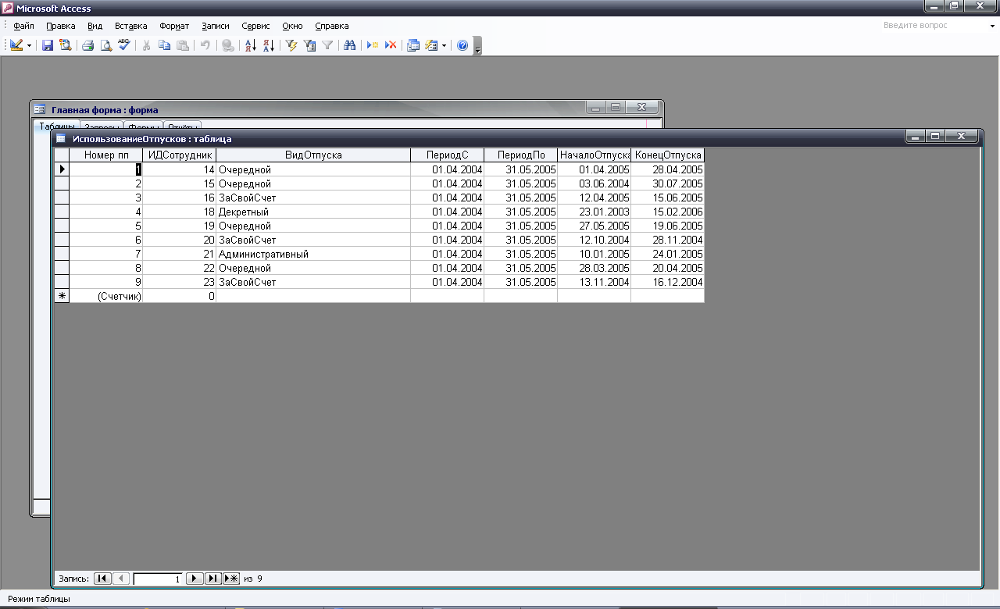 Microsoft Access
Файл Правка Вид Вставка Формат Записи Сервис Окно Справка Введите вопрос
Главная форма : форма
Таблицы Запросы Формы Отчёты
ИспользованиеОтпусков : таблица
Номер пп ИДСотрудник ВидОтпуска ПериодС ПериодПо НачалоОтпуска КонецОтпуска
1 14 Очередной 01.04.2004 31.05.2005 01.04.2005 28.04.2005
2 15 Очередной 01.04.2004 31.05.2005 03.06.2004 30.07.2005
3 16 ЗаСвойСчет 01.04.2004 31.05.2005 12.04.2005 15.06.2005
4 18 Декретный 01.04.2004 31.05.2005 23.01.2003 15.02.2006
5 19 Очередной 01.04.2004 31.05.2005 27.05.2005 19.06.2005
6 20 ЗаСвойСчет 01.04.2004 31.05.2005 12.10.2004 28.11.2004
7 21 Административный 01.04.2004 31.05.2005 10.01.2005 24.01.2005
8 22 Очередной 01.04.2004 31.05.2005 28.03.2005 20.04.2005
9 23 ЗаСвойСчет 01.04.2004 31.05.2005 13.11.2004 16.12.2004
(Счетчик) 0
Запись: 1 из 9
Режим таблицы